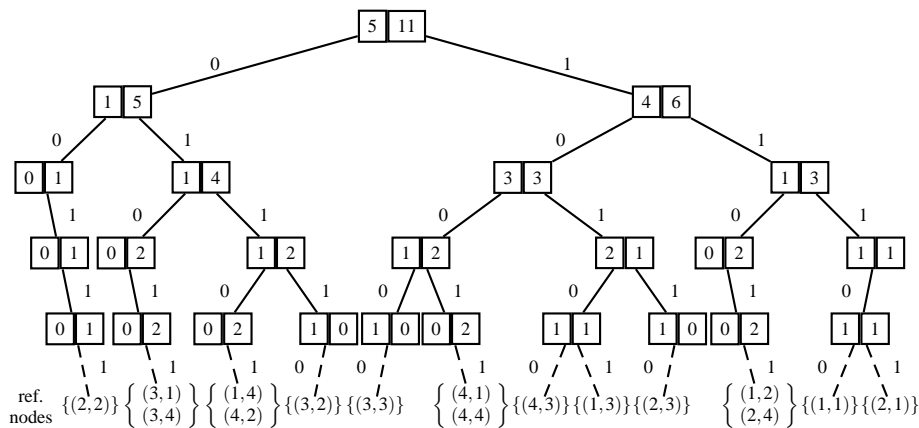 5 11
0 1
1 5 4 6
0 1 0 1
0 1 1 4 3 3 1 3
1 0 1 0 1 0 1
0 1 0 2 1 2 1 2 2 1 0 2 1 1
1 1 0 1 0 1 0 1 1 0
0 1 0 2 0 2 1 0 1 0 0 2 1 1 1 0 0 2 1 1
1 1 1 0 0 1 0 1 0 1 0 1
ref. nodes {(2,2)} {(3,1) (3,4)} {(1,4) (4,2)} {(3,2)} {(3,3)} {(4,1) (4,4)} {(4,3)} {(1,3)} {(2,3)} {(1,2) (2,4)} {(1,1)} {(2,1)}